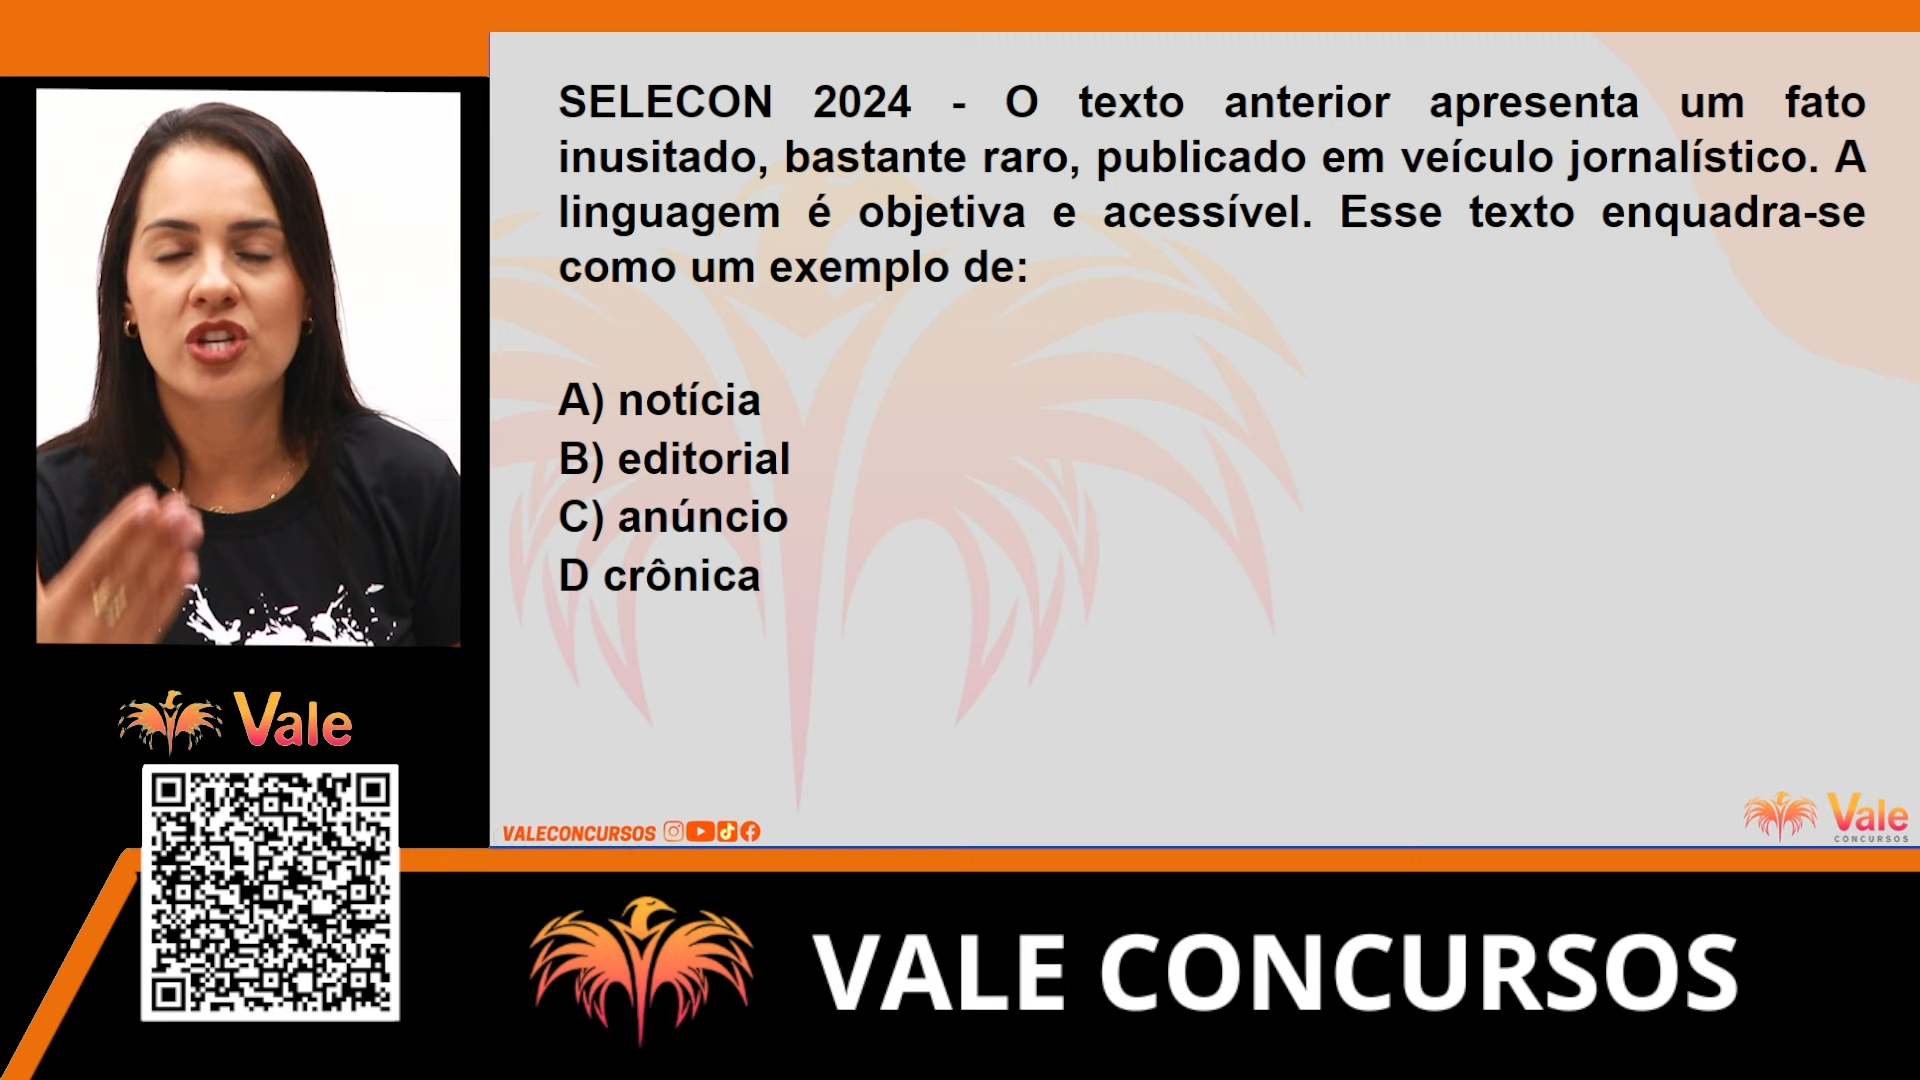 SELECON 2024 - O texto anterior apresenta um fato
inusitado, bastante raro, publicado em veículo jornalístico. A
linguagem é objetiva e acessível. Esse texto enquadra-se
como um exemplo de:
A) notícia
B) editorial
C) anúncio
D crônica
Vale
VALECONCURSOS
Vale
CONCURSOS
VALE CONCURSOS